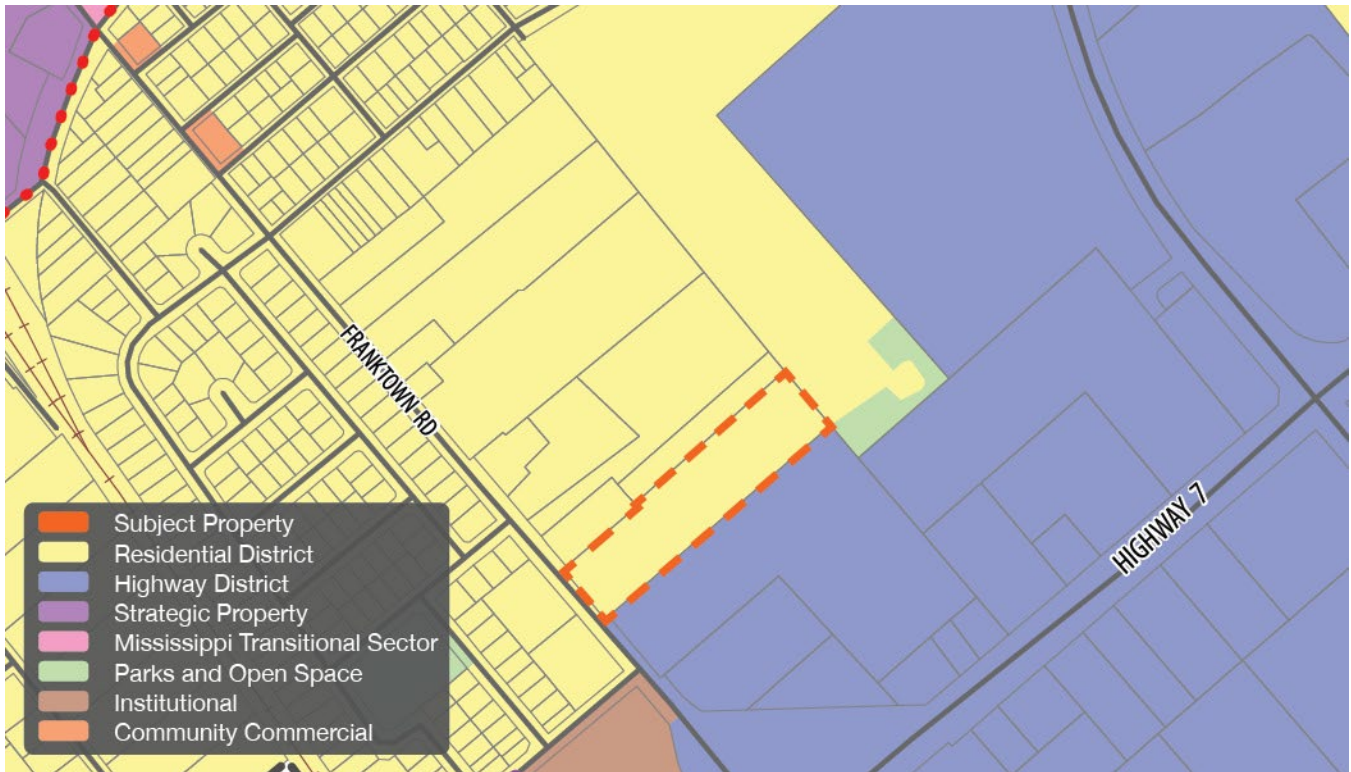 FRANKTOWN RD
HIGHWAY 7
Subject Property
Residential District
Highway District
Strategic Property
Mississippi Transitional Sector
Parks and Open Space
Institutional
Community Commercial